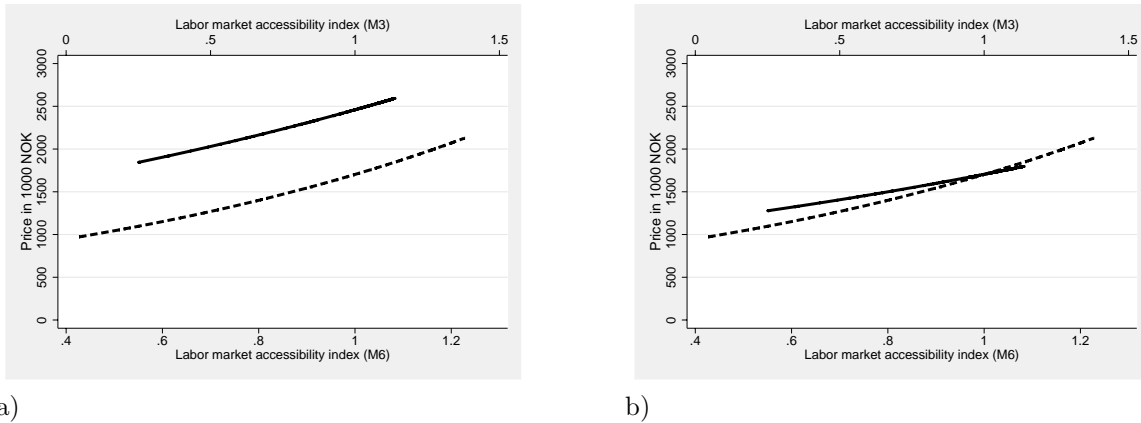 Labor market accessibility index (M3)
0 .5 1 1.5
Price in 1000 NOK
3000
2500
2000
1500
1000
500
0
.4 .6 .8 1 1.2
Labor market accessibility index (M6)
a)
Labor market accessibility index (M3)
0 .5 1 1.5
Price in 1000 NOK
3000
2500
2000
1500
1000
500
0
.4 .6 .8 1 1.2
Labor market accessibility index (M6)
b)